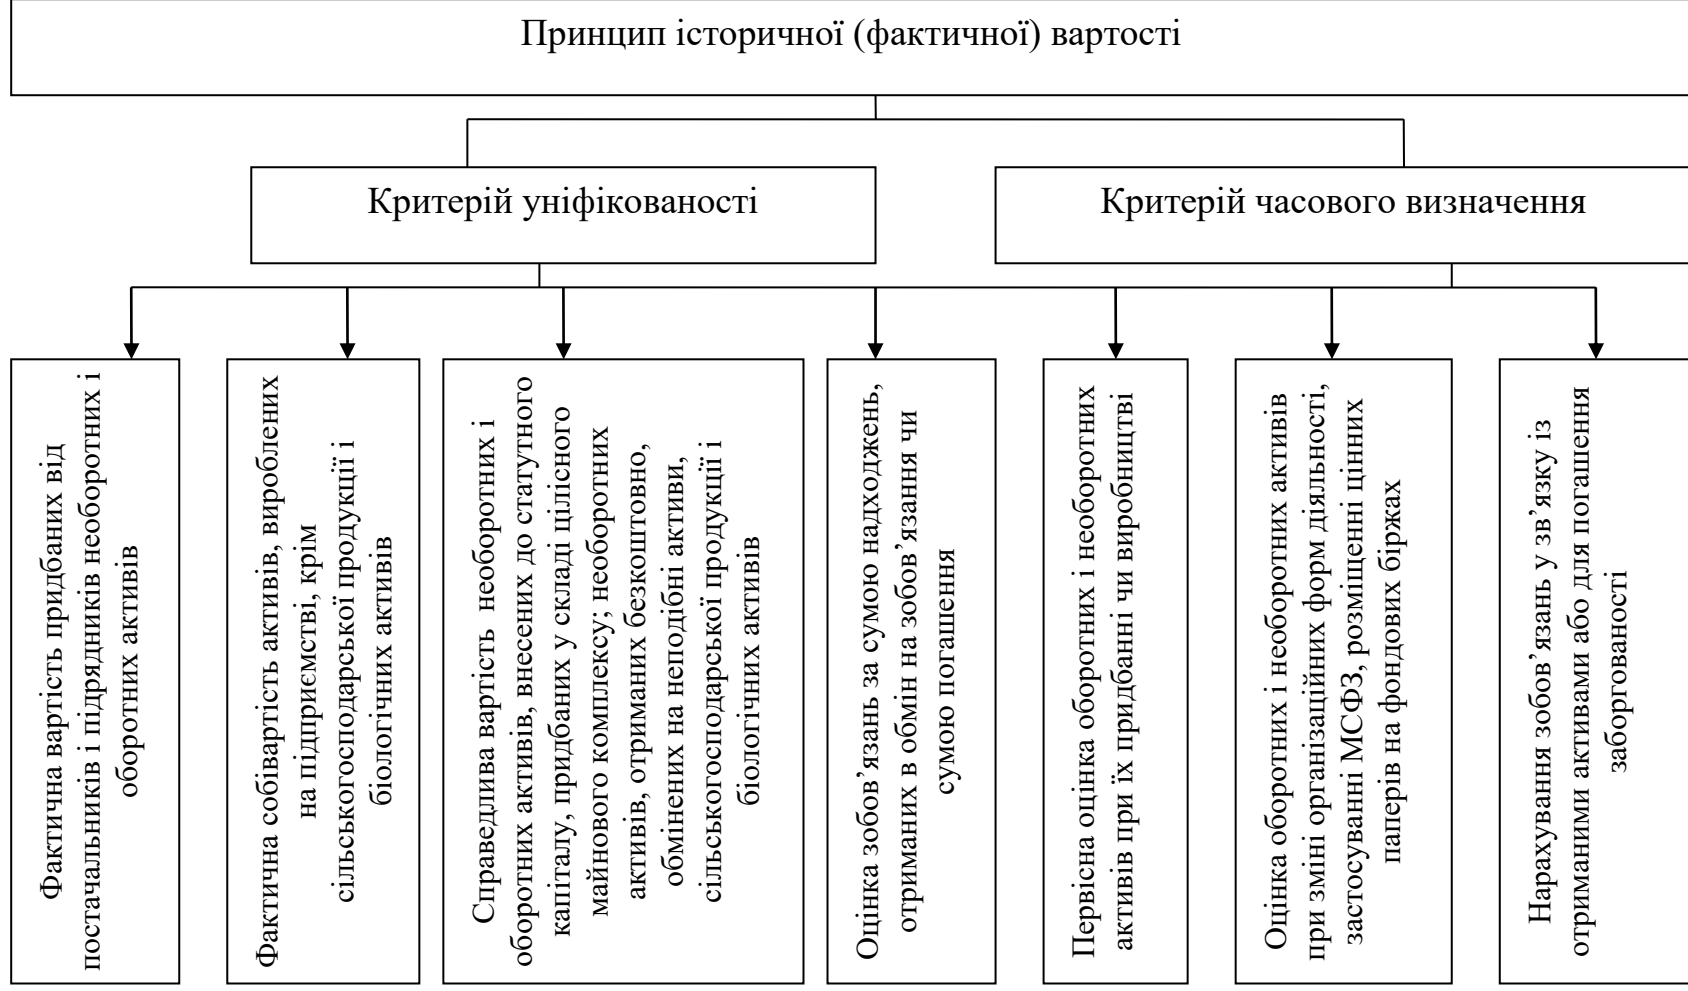 Принцип історичної (фактичної) вартості
Критерій уніфікованості
Критерій часового визначення
Фактична вартість придбаних від
постачальників і підрядників необоротних і
оборотних активів
Фактична собівартість активів, вироблених
на підприємстві, крім
сільськогосподарської продукції і
біологічних активів
Справедлива вартість необоротних і
оборотних активів, внесених до статутного
капіталу, придбаних у складі цілісного
майнового комплексу; необоротних
активів, отриманих безкоштовно,
обмінених на неподібні активи,
сільськогосподарської продукції і
біологічних активів
Оцінка зобов’язань за сумою надходжень,
отриманих в обмін на зобов’язання чи
сумою погашення
Первісна оцінка оборотних і необоротних
активів при їх придбанні чи виробництві
Оцінка оборотних і необоротних активів
при зміні організаційних форм діяльності,
застосуванні МСФЗ, розміщенні цінних
паперів на фондових біржах
Нарахування зобов’язань у зв’язку із
отриманими активами або для погашення
заборгованості